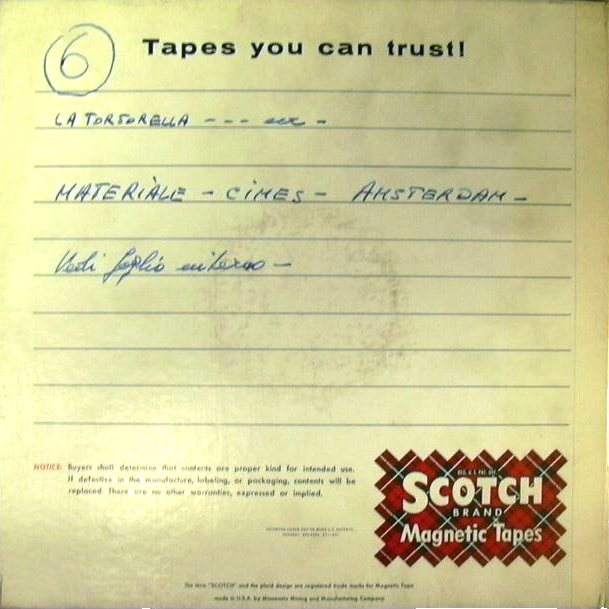 6
Tapes you can trust!
LA TORTORELLA --- ecc -
MATERIÀLE - CIMES - AMSTERDAM -
Vedi foglio interno -
NOTICE: Buyers shall determine that contents are proper kind for intended use.
If defective in the manufacture, labeling, or packaging, contents will be
replaced. There are no other warranties, expressed or implied.
SCOTCH
BRAND
Magnetic Tapes
The term "SCOTCH" and the plaid design are registered trade marks for Magnetic Tape
made in U.S.A. by Minnesota Mining and Manufacturing Company